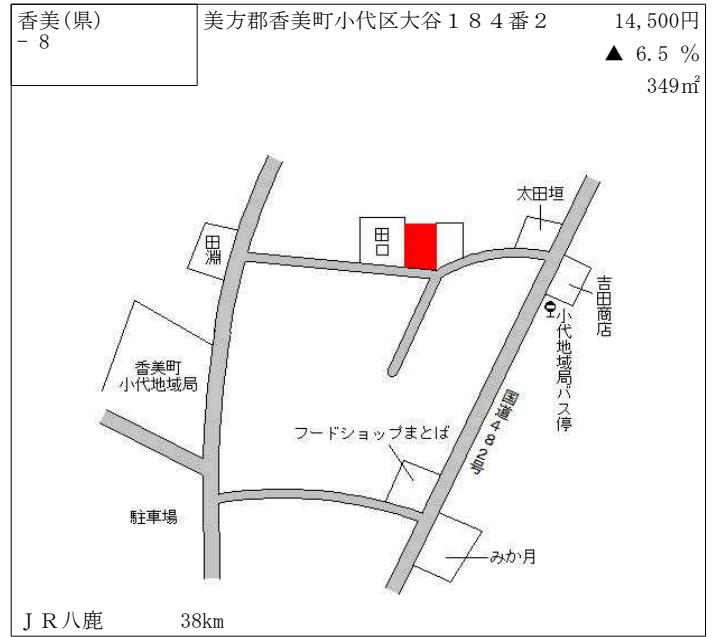 香美(県)
－8
美方郡香美町小代区大谷１８４番２
14,500円
▲ 6.5 %
349㎡
太田垣
田淵
田口
吉田商店
小代地域局バス停
香美町
小代地域局
国道482号
フードショップまとば
駐車場
みか月
ＪＲ八鹿 38km